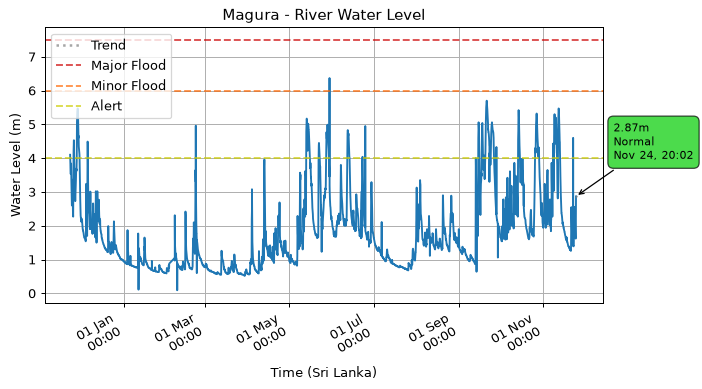 Magura - River Water Level
Trend
Major Flood
Minor Flood
Alert
7
6
5
4
3
2
1
0
Water Level (m)
2.87m
Normal
Nov 24, 20:02
01 Jan
00:00
01 Mar
00:00
01 May
00:00
01 Jul
00:00
01 Sep
00:00
01 Nov
00:00
Time (Sri Lanka)